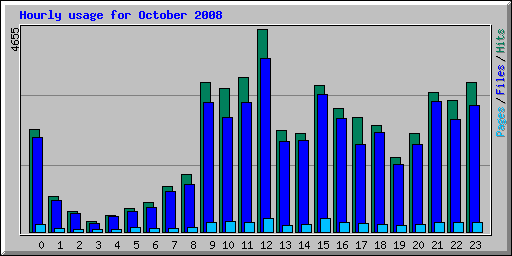 Hourly usage for October 2008
4655
Pages / Files / Hits
0 1 2 3 4 5 6 7 8 9 10 11 12 13 14 15 16 17 18 19 20 21 22 23